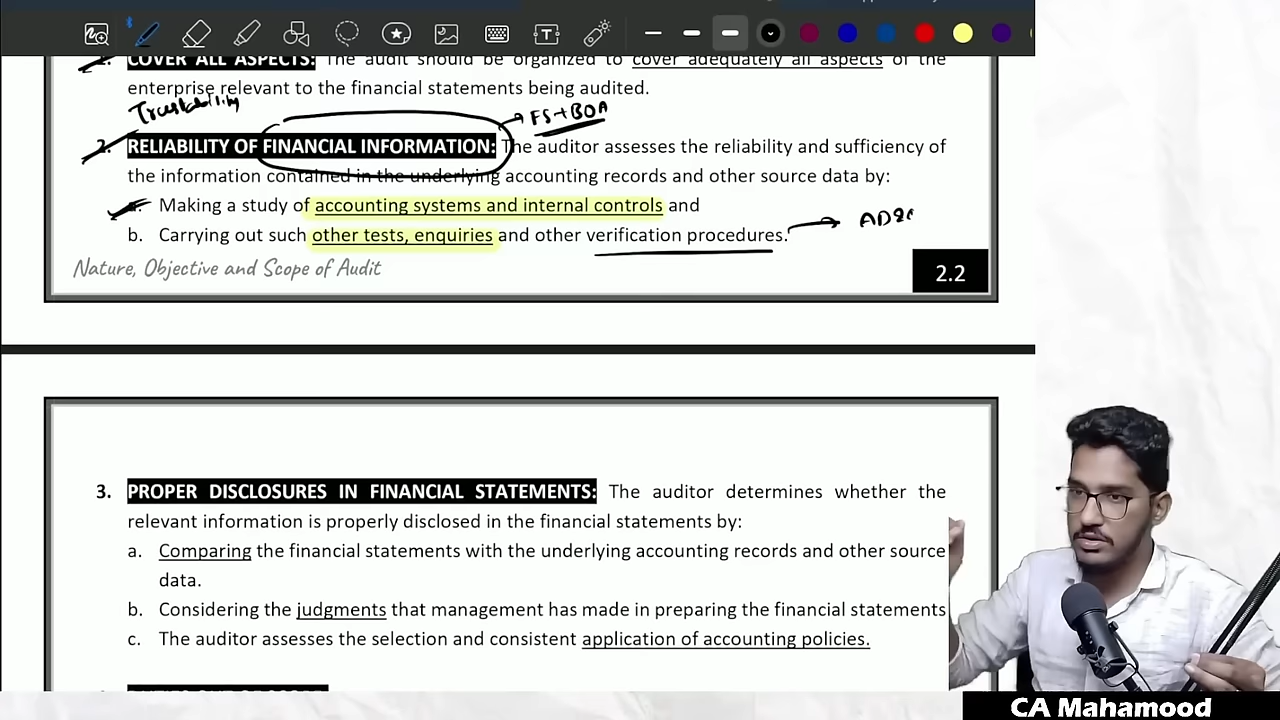 COVER ALL ASPECTS: The audit should be organized to cover adequately all aspects of the
enterprise relevant to the financial statements being audited.
Trustability
FS+BOA
2. RELIABILITY OF FINANCIAL INFORMATION: The auditor assesses the reliability and sufficiency of
the information contained in the underlying accounting records and other source data by:
a. Making a study of accounting systems and internal controls and
b. Carrying out such other tests, enquiries and other verification procedures.
Nature, Objective and Scope of Audit
2.2
3. PROPER DISCLOSURES IN FINANCIAL STATEMENTS: The auditor determines whether the
relevant information is properly disclosed in the financial statements by:
a. Comparing the financial statements with the underlying accounting records and other source
data.
b. Considering the judgments that management has made in preparing the financial statements
c. The auditor assesses the selection and consistent application of accounting policies.
CA Mahamood